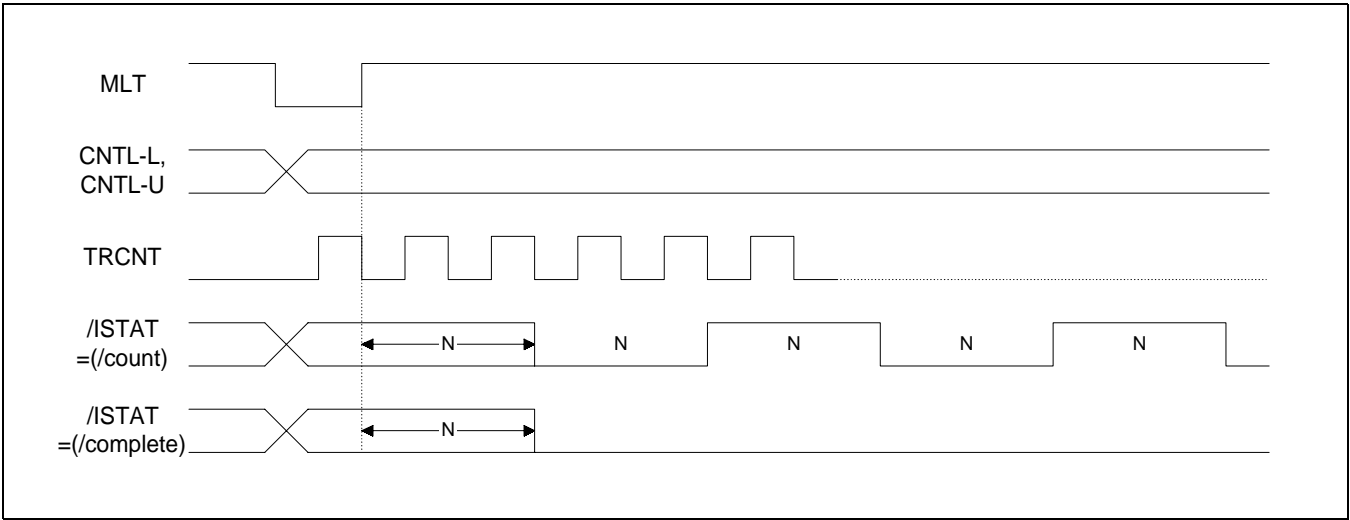 MLT
CNTL-L,
CNTL-U
TRCNT
/ISTAT
=(/count)
N N N N N
/ISTAT
=(/complete)
N